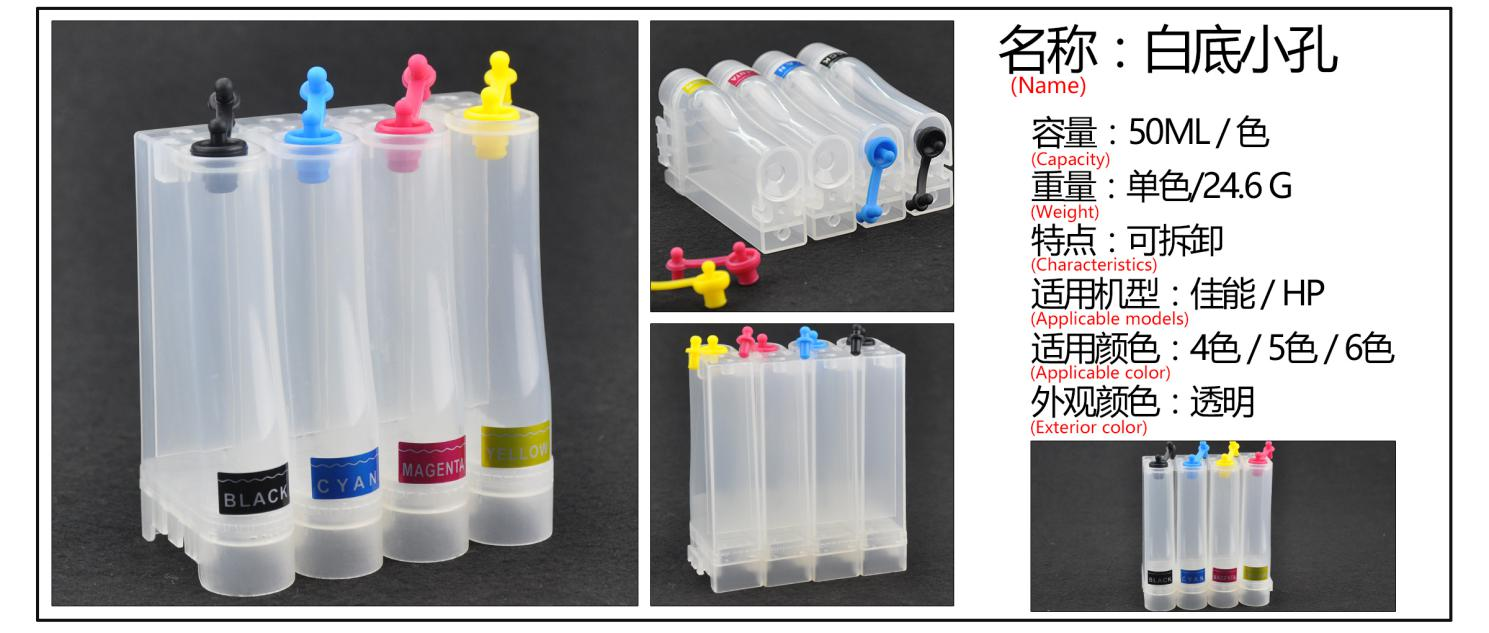 名称：白底小孔
(Name)
容量：50ML / 色
(Capacity)
重量：单色/24.6 G
(Weight)
特点：可拆卸
(Characteristics)
适用机型：佳能 / HP
(Applicable models)
适用颜色：4色 / 5色 / 6色
(Applicable color)
外观颜色：透明
(Exterior color)
BLACK
CYAN
MAGENTA
YELLOW
BLACK
CYAN
MAGENTA